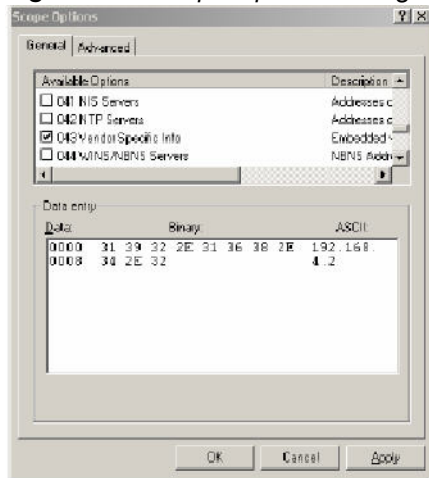 Scope Options
General Advanced
Available Options Description
041 NIS Servers Addresses c
042 NTP Servers Addresses c
043 Vendor Specific Info Embedded
044 WINS/NBNS Servers NBNS Addr
Data entry:
Data: Binary: ASCII:
0000 31 39 32 2E 31 36 38 2E 192.168.
0008 34 2E 32 4.2
OK Cancel Apply